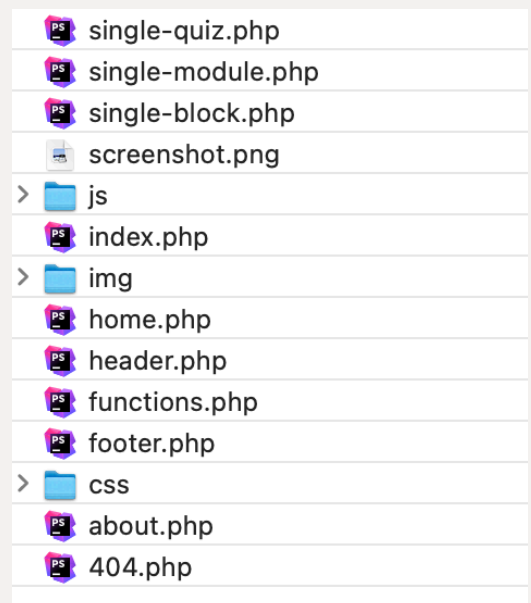 single-quiz.php
single-module.php
single-block.php
screenshot.png
js
index.php
img
home.php
header.php
functions.php
footer.php
css
about.php
404.php